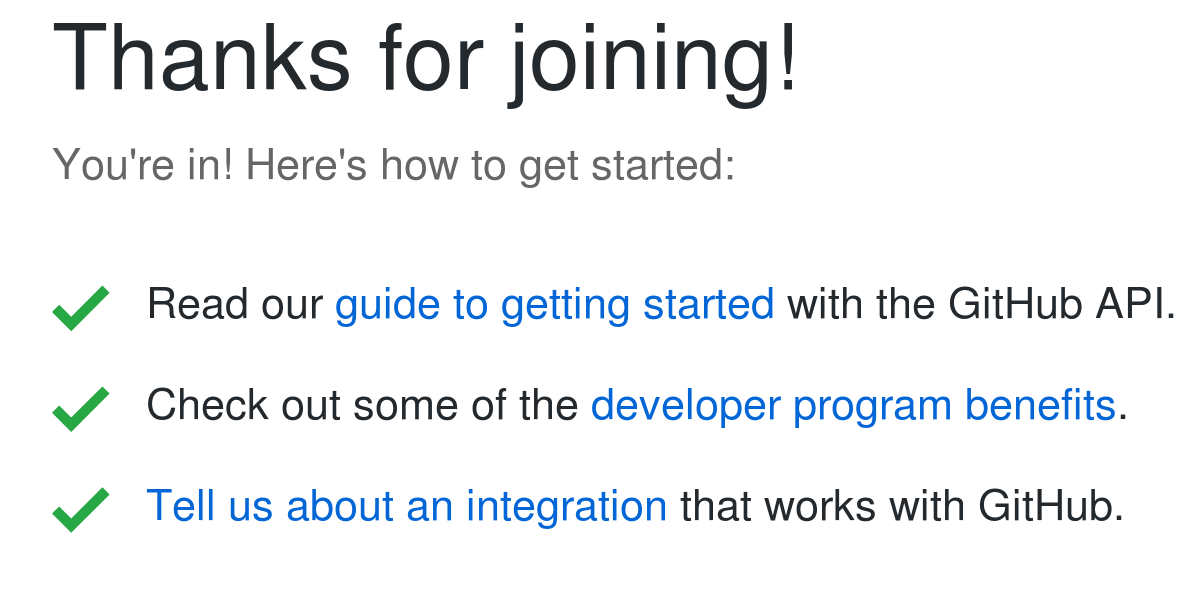 Thanks for joining!
You're in! Here's how to get started:
Read our guide to getting started with the GitHub API.
Check out some of the developer program benefits.
Tell us about an integration that works with GitHub.